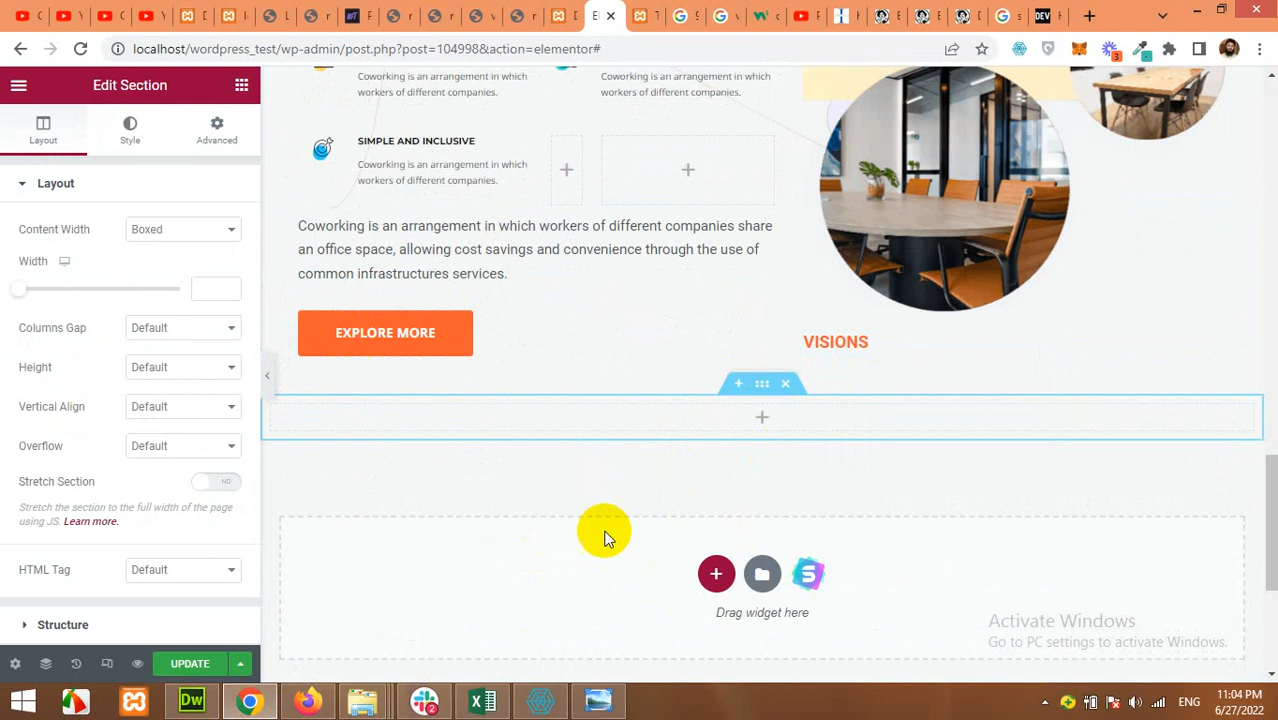 localhost/wordpress_test/wp-admin/post.php?post=104998&action=elementor#
Edit Section
Layout
Style
Advanced
Layout
Content Width
Boxed
Width
Columns Gap
Default
Height
Default
Vertical Align
Default
Overflow
Default
Stretch Section
NO
Stretch the section to the full width of the page
using JS. Learn more.
HTML Tag
Default
Structure
UPDATE
Coworking is an arrangement in which
workers of different companies.
Coworking is an arrangement in which
workers of different companies.
SIMPLE AND INCLUSIVE
Coworking is an arrangement in which
workers of different companies.
Coworking is an arrangement in which workers of different companies share
an office space, allowing cost savings and convenience through the use of
common infrastructures services.
EXPLORE MORE
VISIONS
Drag widget here
Activate Windows
Go to PC settings to activate Windows.
Dw
2
ENG
11:04 PM
6/27/2022